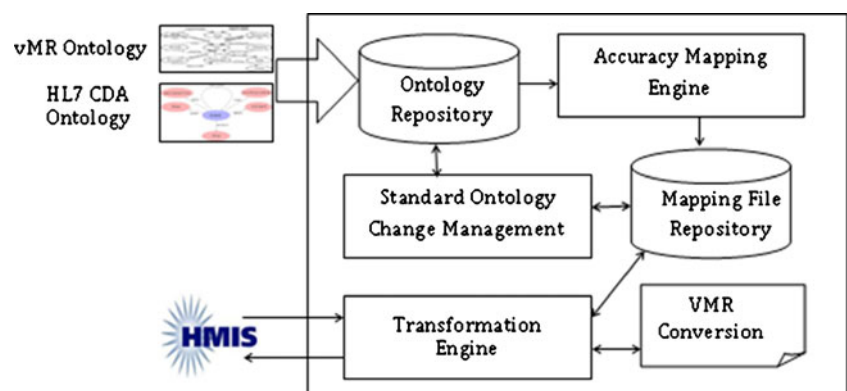 vMR Ontology
HL7 CDA
Ontology
Ontology
Repository
Accuracy Mapping
Engine
Standard Ontology
Change Management
Mapping File
Repository
HMIS
Transformation
Engine
VMR
Conversion